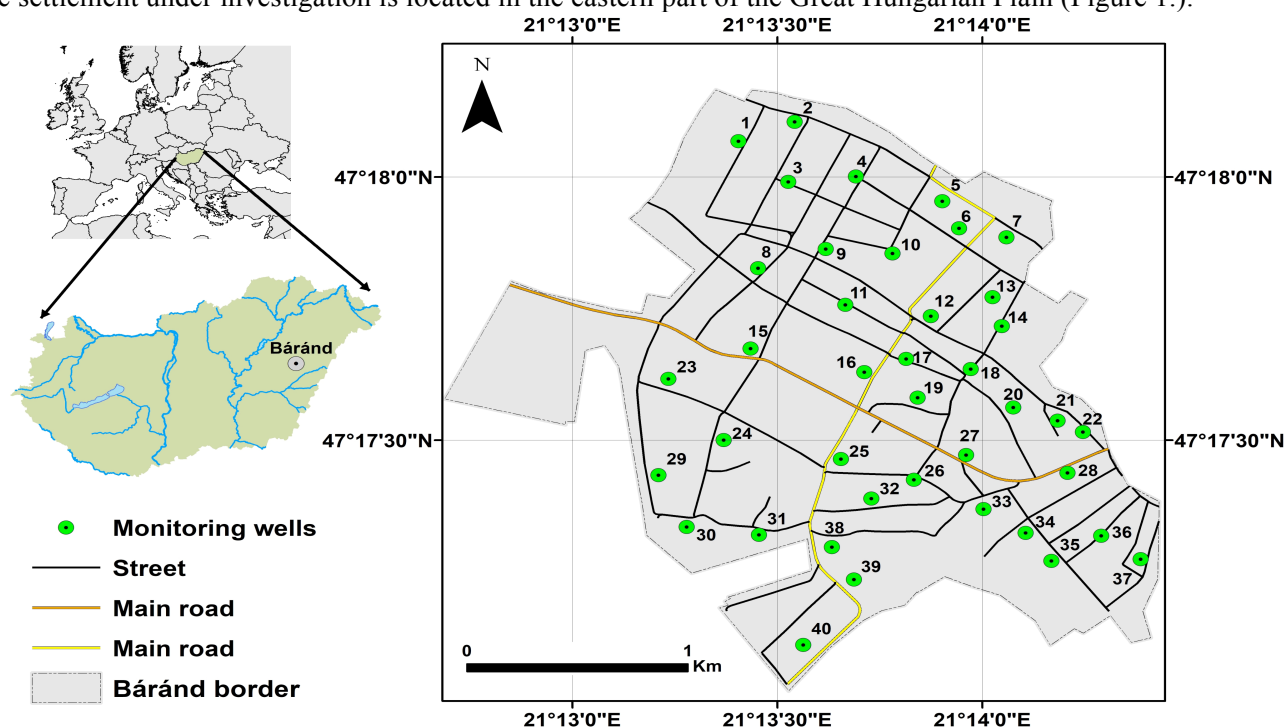 e settlement under investigation is located in the eastern part of the Great Hungarian Plain (Figure 1.).
21°13'0"E 21°13'30"E 21°14'0"E
N
47°18'0"N
47°18'0"N
47°17'30"N
47°17'30"N
1
2
3
4
5
6
7
8
9
10
11
12
13
14
15
16
17
18
19
20
21
22
23
24
25
26
27
28
29
30
31
32
33
34
35
36
37
38
39
40
Báránd
Monitoring wells
Street
Main road
Main road
Báránd border
0 1
Km
21°13'0"E 21°13'30"E 21°14'0"E